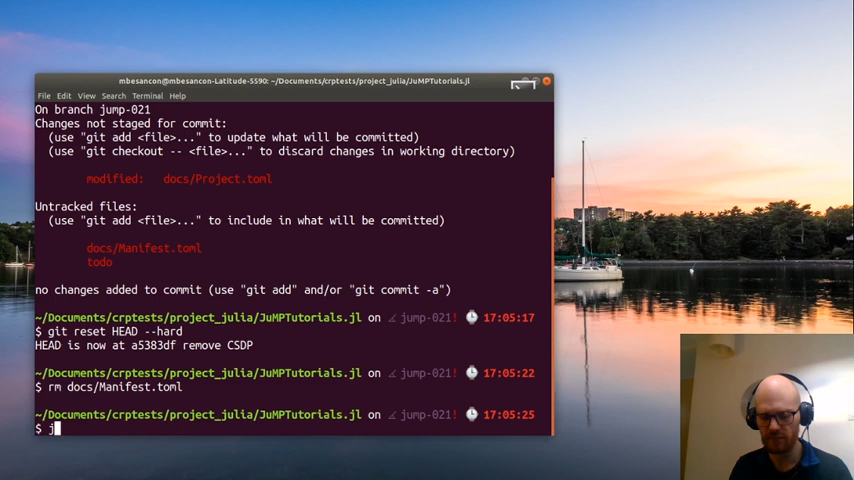 mbesancon@mbesancon-Latitude-5590: ~/Documents/crptests/project_julia/JuMPTutorials.jl
File Edit View Search Terminal Help
On branch jump-021
Changes not staged for commit:
(use "git add <file>..." to update what will be committed)
(use "git checkout -- <file>..." to discard changes in working directory)
modified: docs/Project.toml
Untracked files:
(use "git add <file>..." to include in what will be committed)
docs/Manifest.toml
todo
no changes added to commit (use "git add" and/or "git commit -a")
~/Documents/crptests/project_julia/JuMPTutorials.jl on jump-021! 17:05:17
$ git reset HEAD --hard
HEAD is now at a5383df remove CSDP
~/Documents/crptests/project_julia/JuMPTutorials.jl on jump-021! 17:05:22
$ rm docs/Manifest.toml
~/Documents/crptests/project_julia/JuMPTutorials.jl on jump-021! 17:05:25
$ j